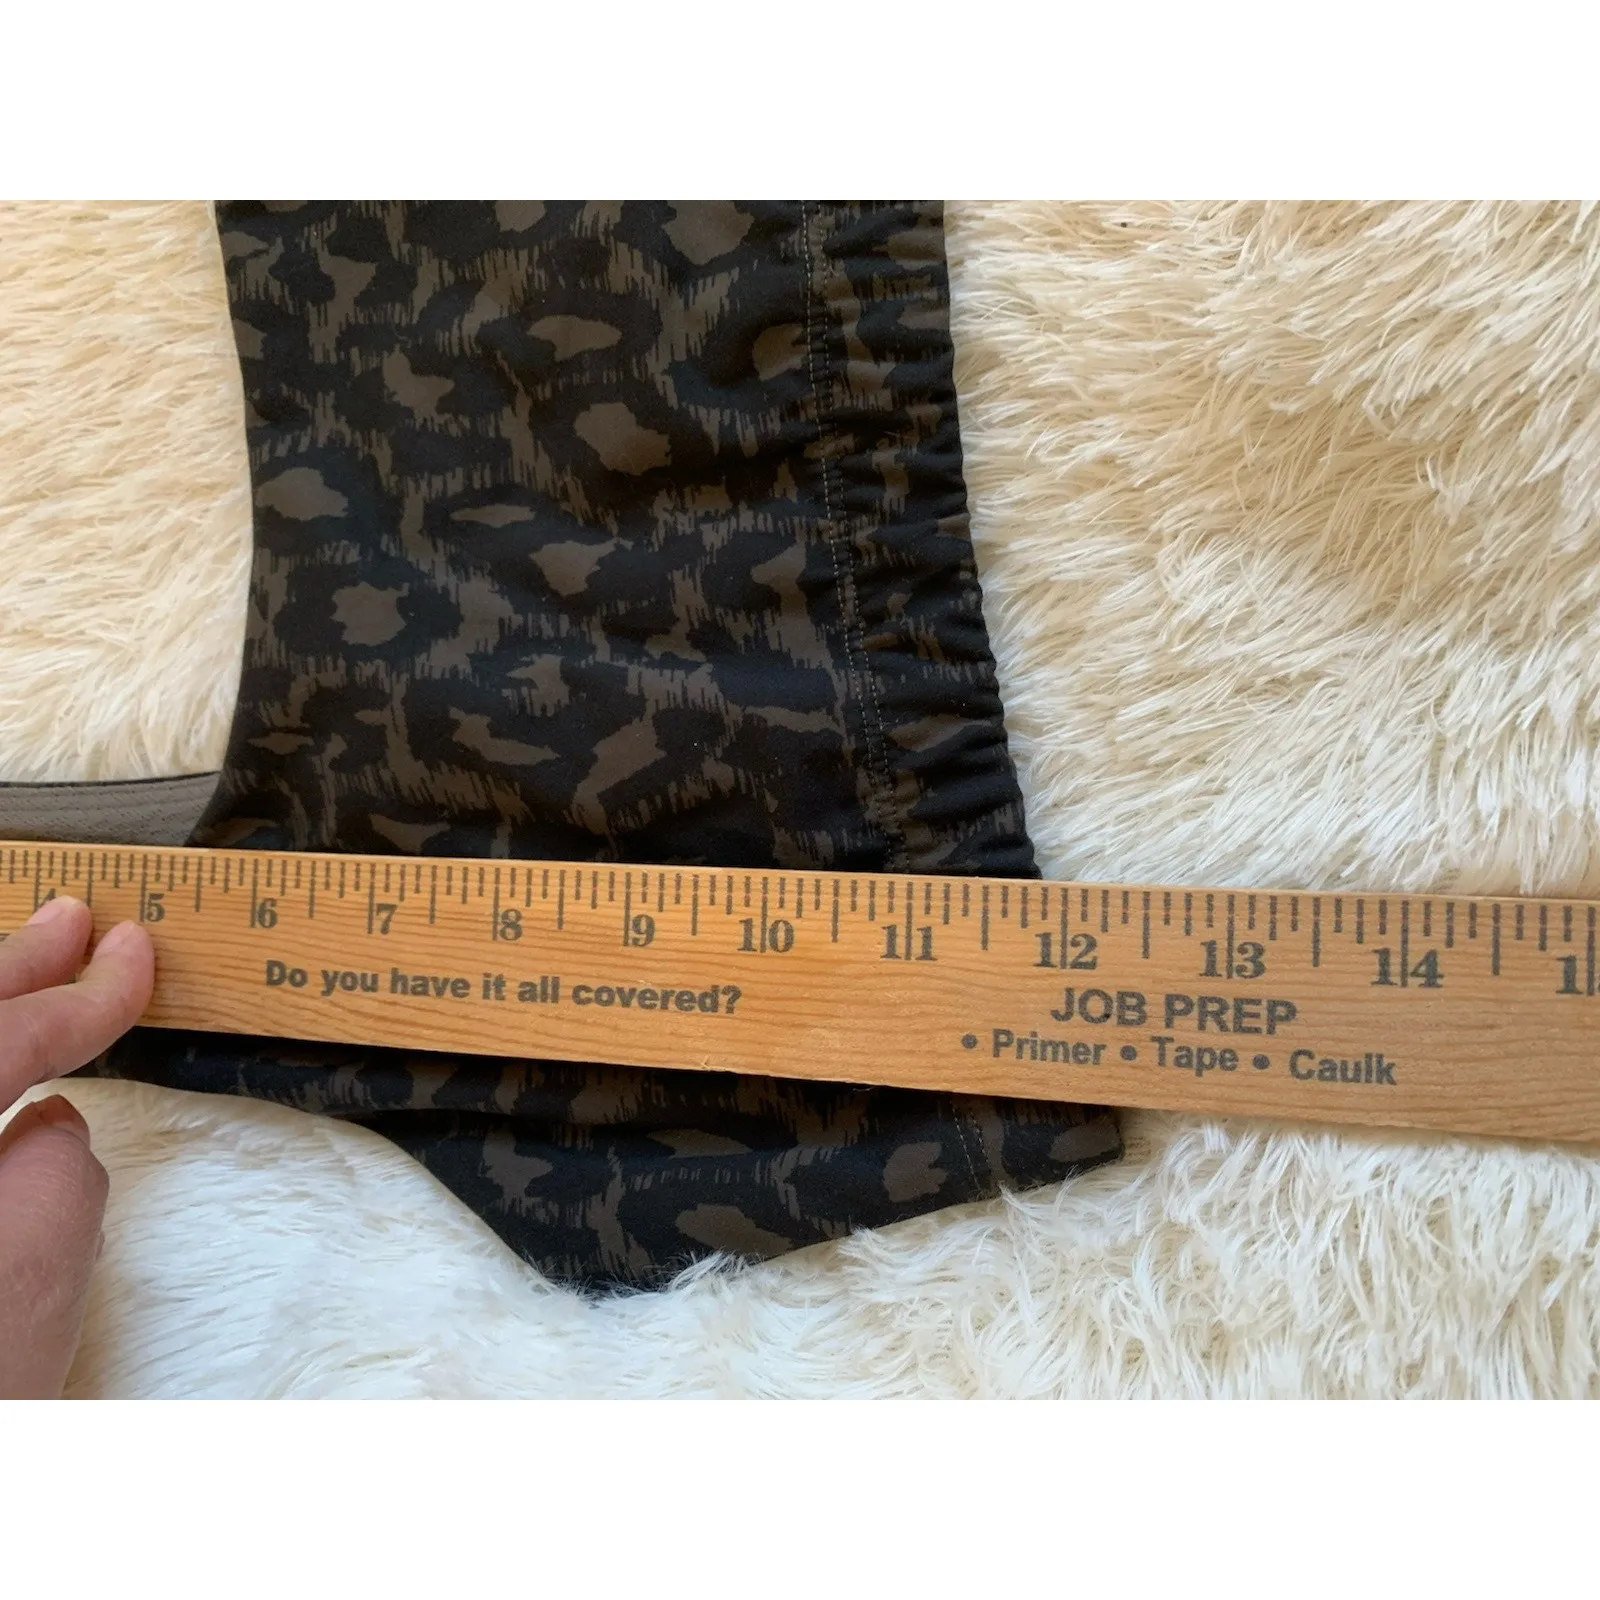 4 5 6 7 8 9 10 11 12 13 14
Do you have it all covered?
JOB PREP
• Primer • Tape • Caulk